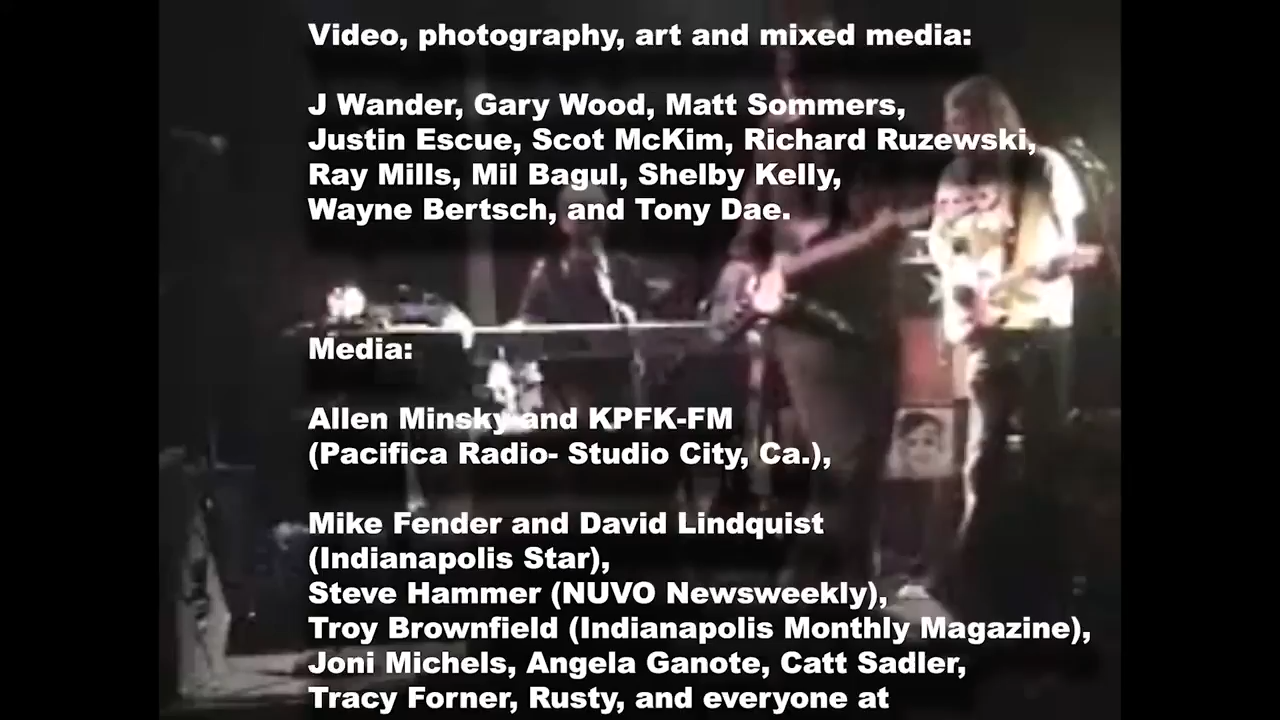 Video, photography, art and mixed media:
J Wander, Gary Wood, Matt Sommers,
Justin Escue, Scot McKim, Richard Ruzewski,
Ray Mills, Mil Bagul, Shelby Kelly,
Wayne Bertsch, and Tony Dae.
Media:
Allen Minsky and KPFK-FM
(Pacifica Radio- Studio City, Ca.),
Mike Fender and David Lindquist
(Indianapolis Star),
Steve Hammer (NUVO Newsweekly),
Troy Brownfield (Indianapolis Monthly Magazine),
Joni Michels, Angela Ganote, Catt Sadler,
Tracy Forner, Rusty, and everyone at